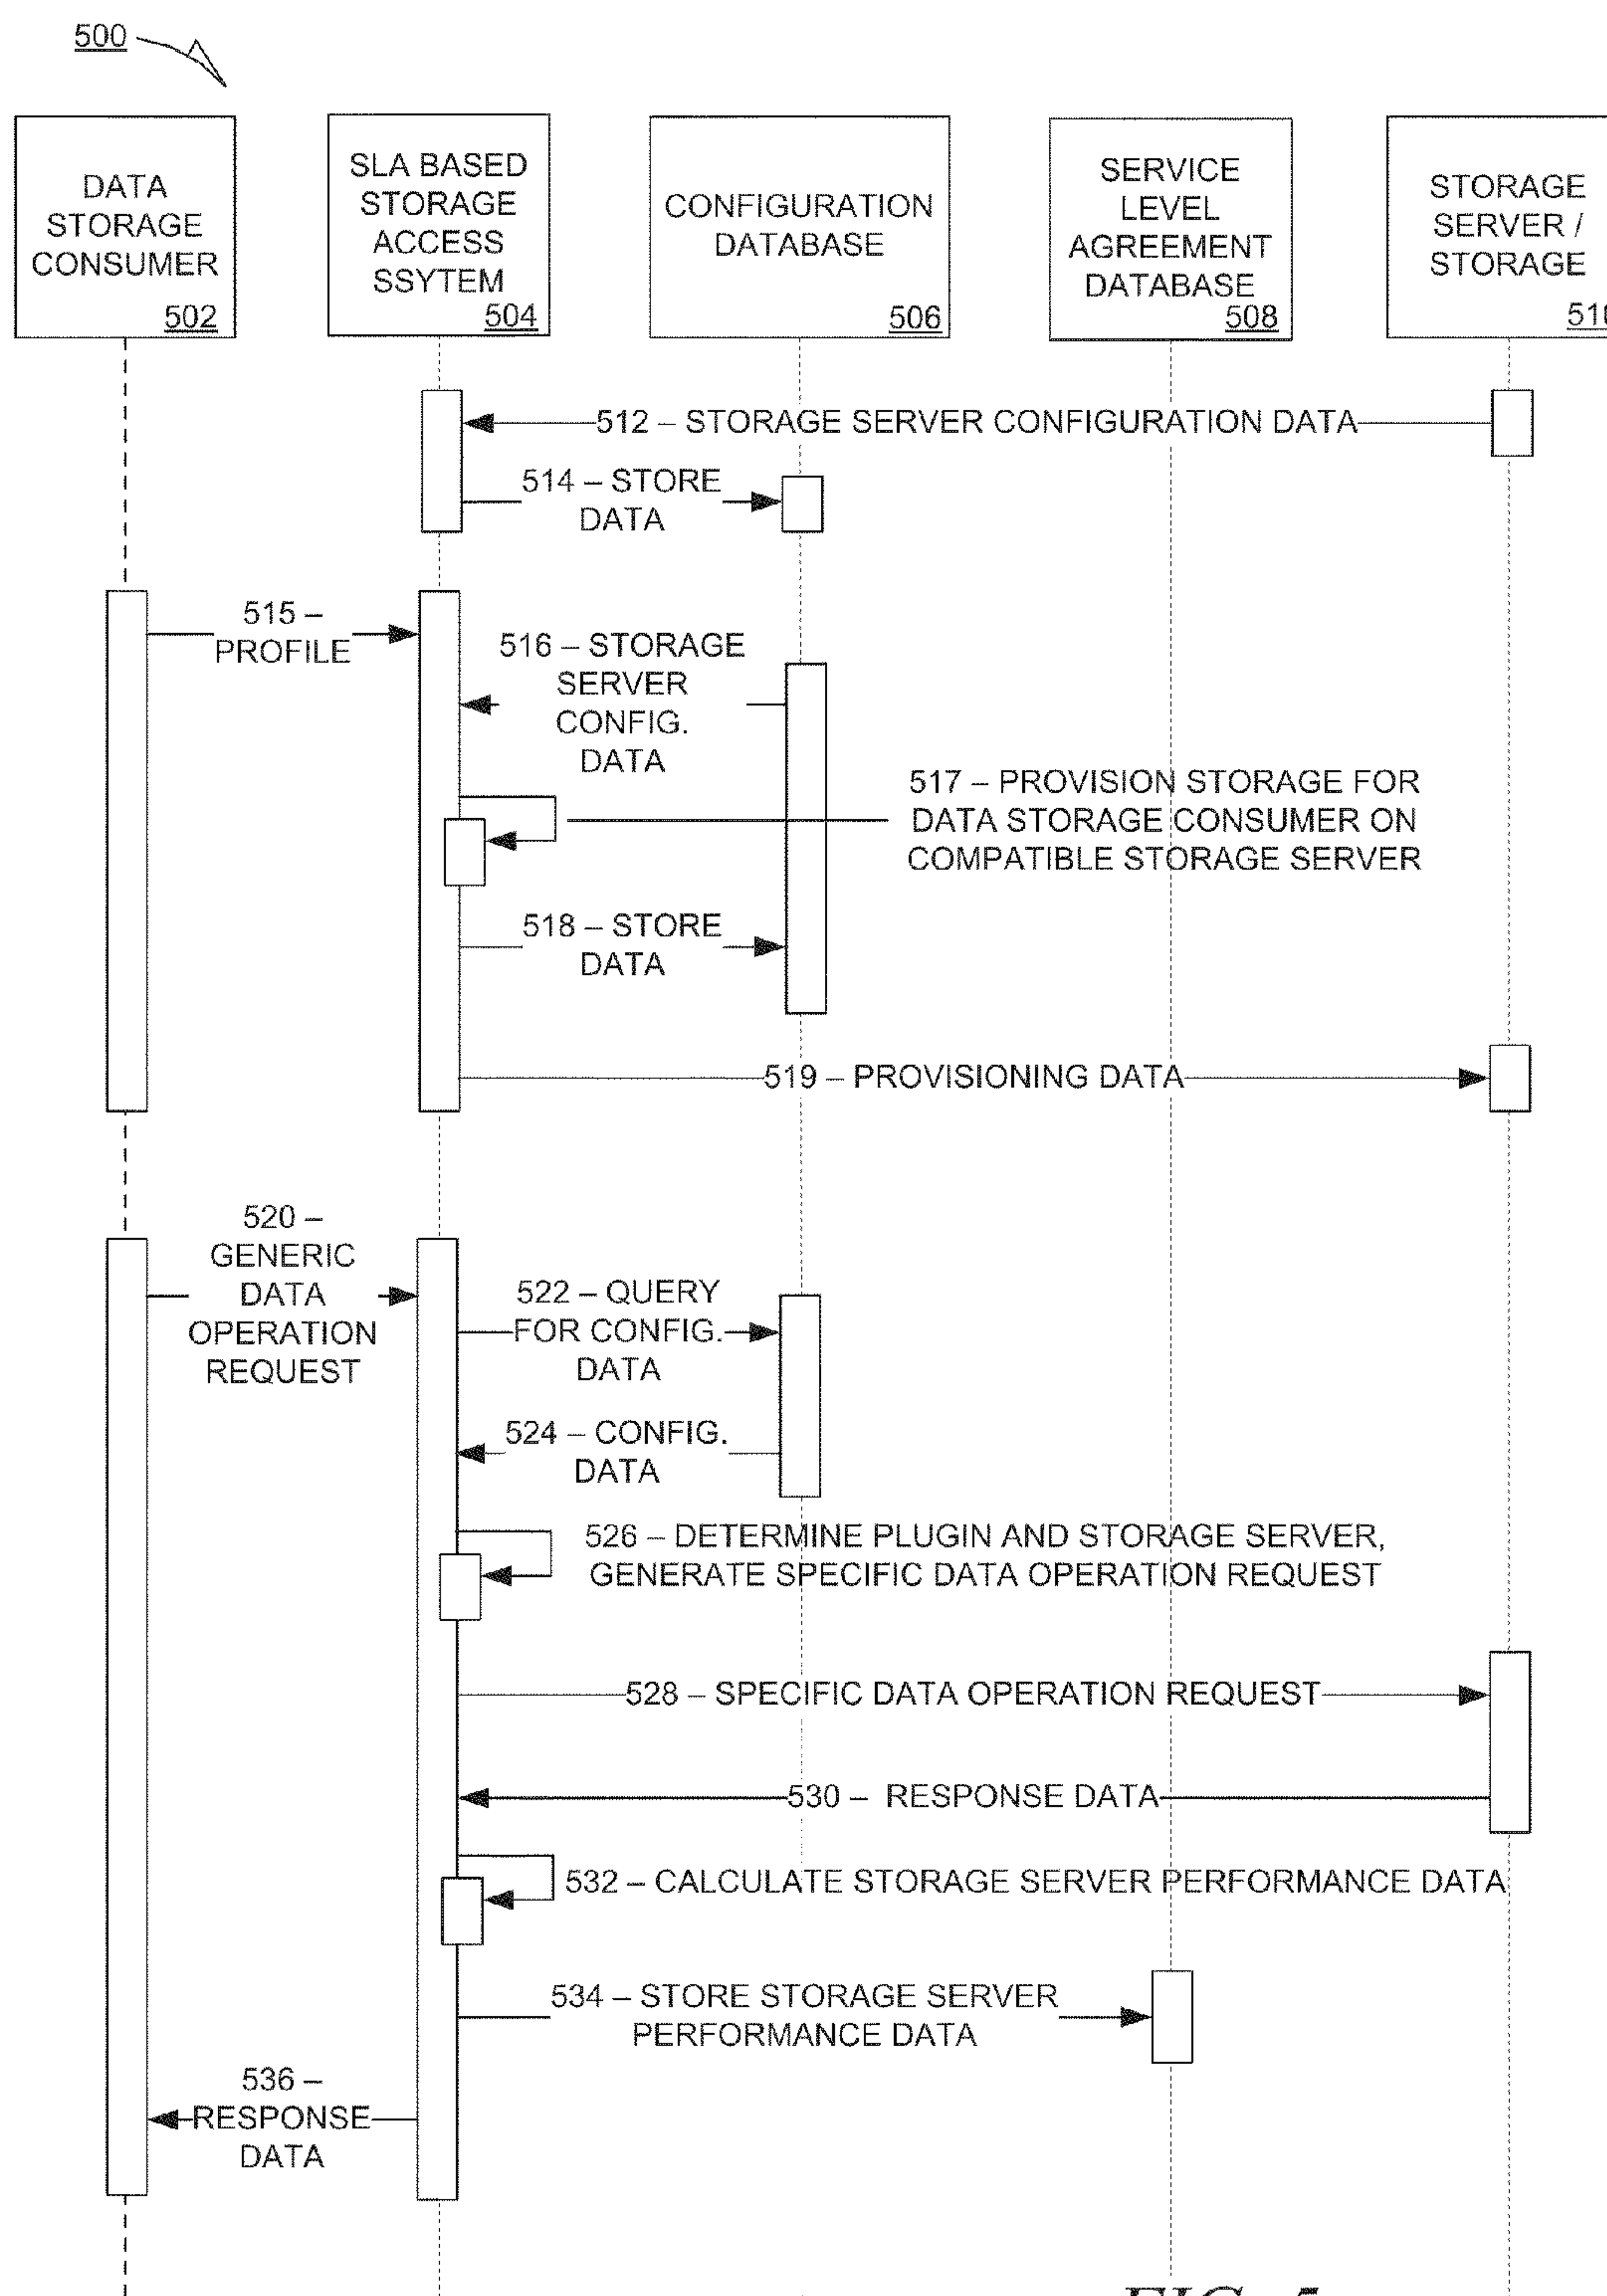 500
DATA
STORAGE
CONSUMER
502
SLA BASED
STORAGE
ACCESS
SSYTEM
504
CONFIGURATION
DATABASE
506
SERVICE
LEVEL
AGREEMENT
DATABASE
508
STORAGE
SERVER /
STORAGE
512 – STORAGE SERVER CONFIGURATION DATA
514 – STORE
DATA
515 –
PROFILE
516 – STORAGE
SERVER
CONFIG.
DATA
517 – PROVISION STORAGE FOR
DATA STORAGE CONSUMER ON
COMPATIBLE STORAGE SERVER
518 – STORE
DATA
519 – PROVISIONING DATA
520 –
GENERIC
DATA
OPERATION
REQUEST
522 – QUERY
FOR CONFIG.
DATA
524 – CONFIG.
DATA
526 – DETERMINE PLUGIN AND STORAGE SERVER,
GENERATE SPECIFIC DATA OPERATION REQUEST
528 – SPECIFIC DATA OPERATION REQUEST
530 – RESPONSE DATA
532 – CALCULATE STORAGE SERVER PERFORMANCE DATA
534 – STORE STORAGE SERVER
PERFORMANCE DATA
536 –
RESPONSE
DATA